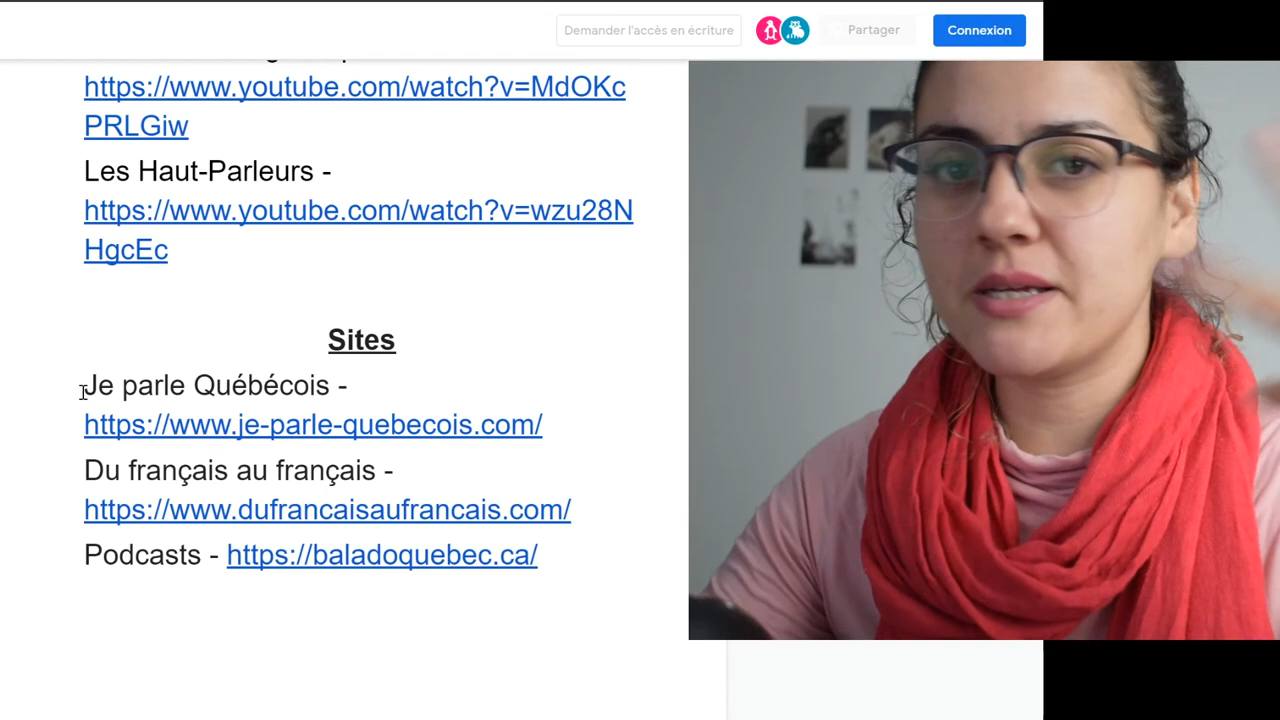 Demander l'accès en écriture
Partager
Connexion
https://www.youtube.com/watch?v=MdOKc
PRLGiw
Les Haut-Parleurs -
https://www.youtube.com/watch?v=wzu28N
HgcEc
Sites
Je parle Québécois -
https://www.je-parle-quebecois.com/
Du français au français -
https://www.dufrancaisaufrancais.com/
Podcasts - https://baladoquebec.ca/